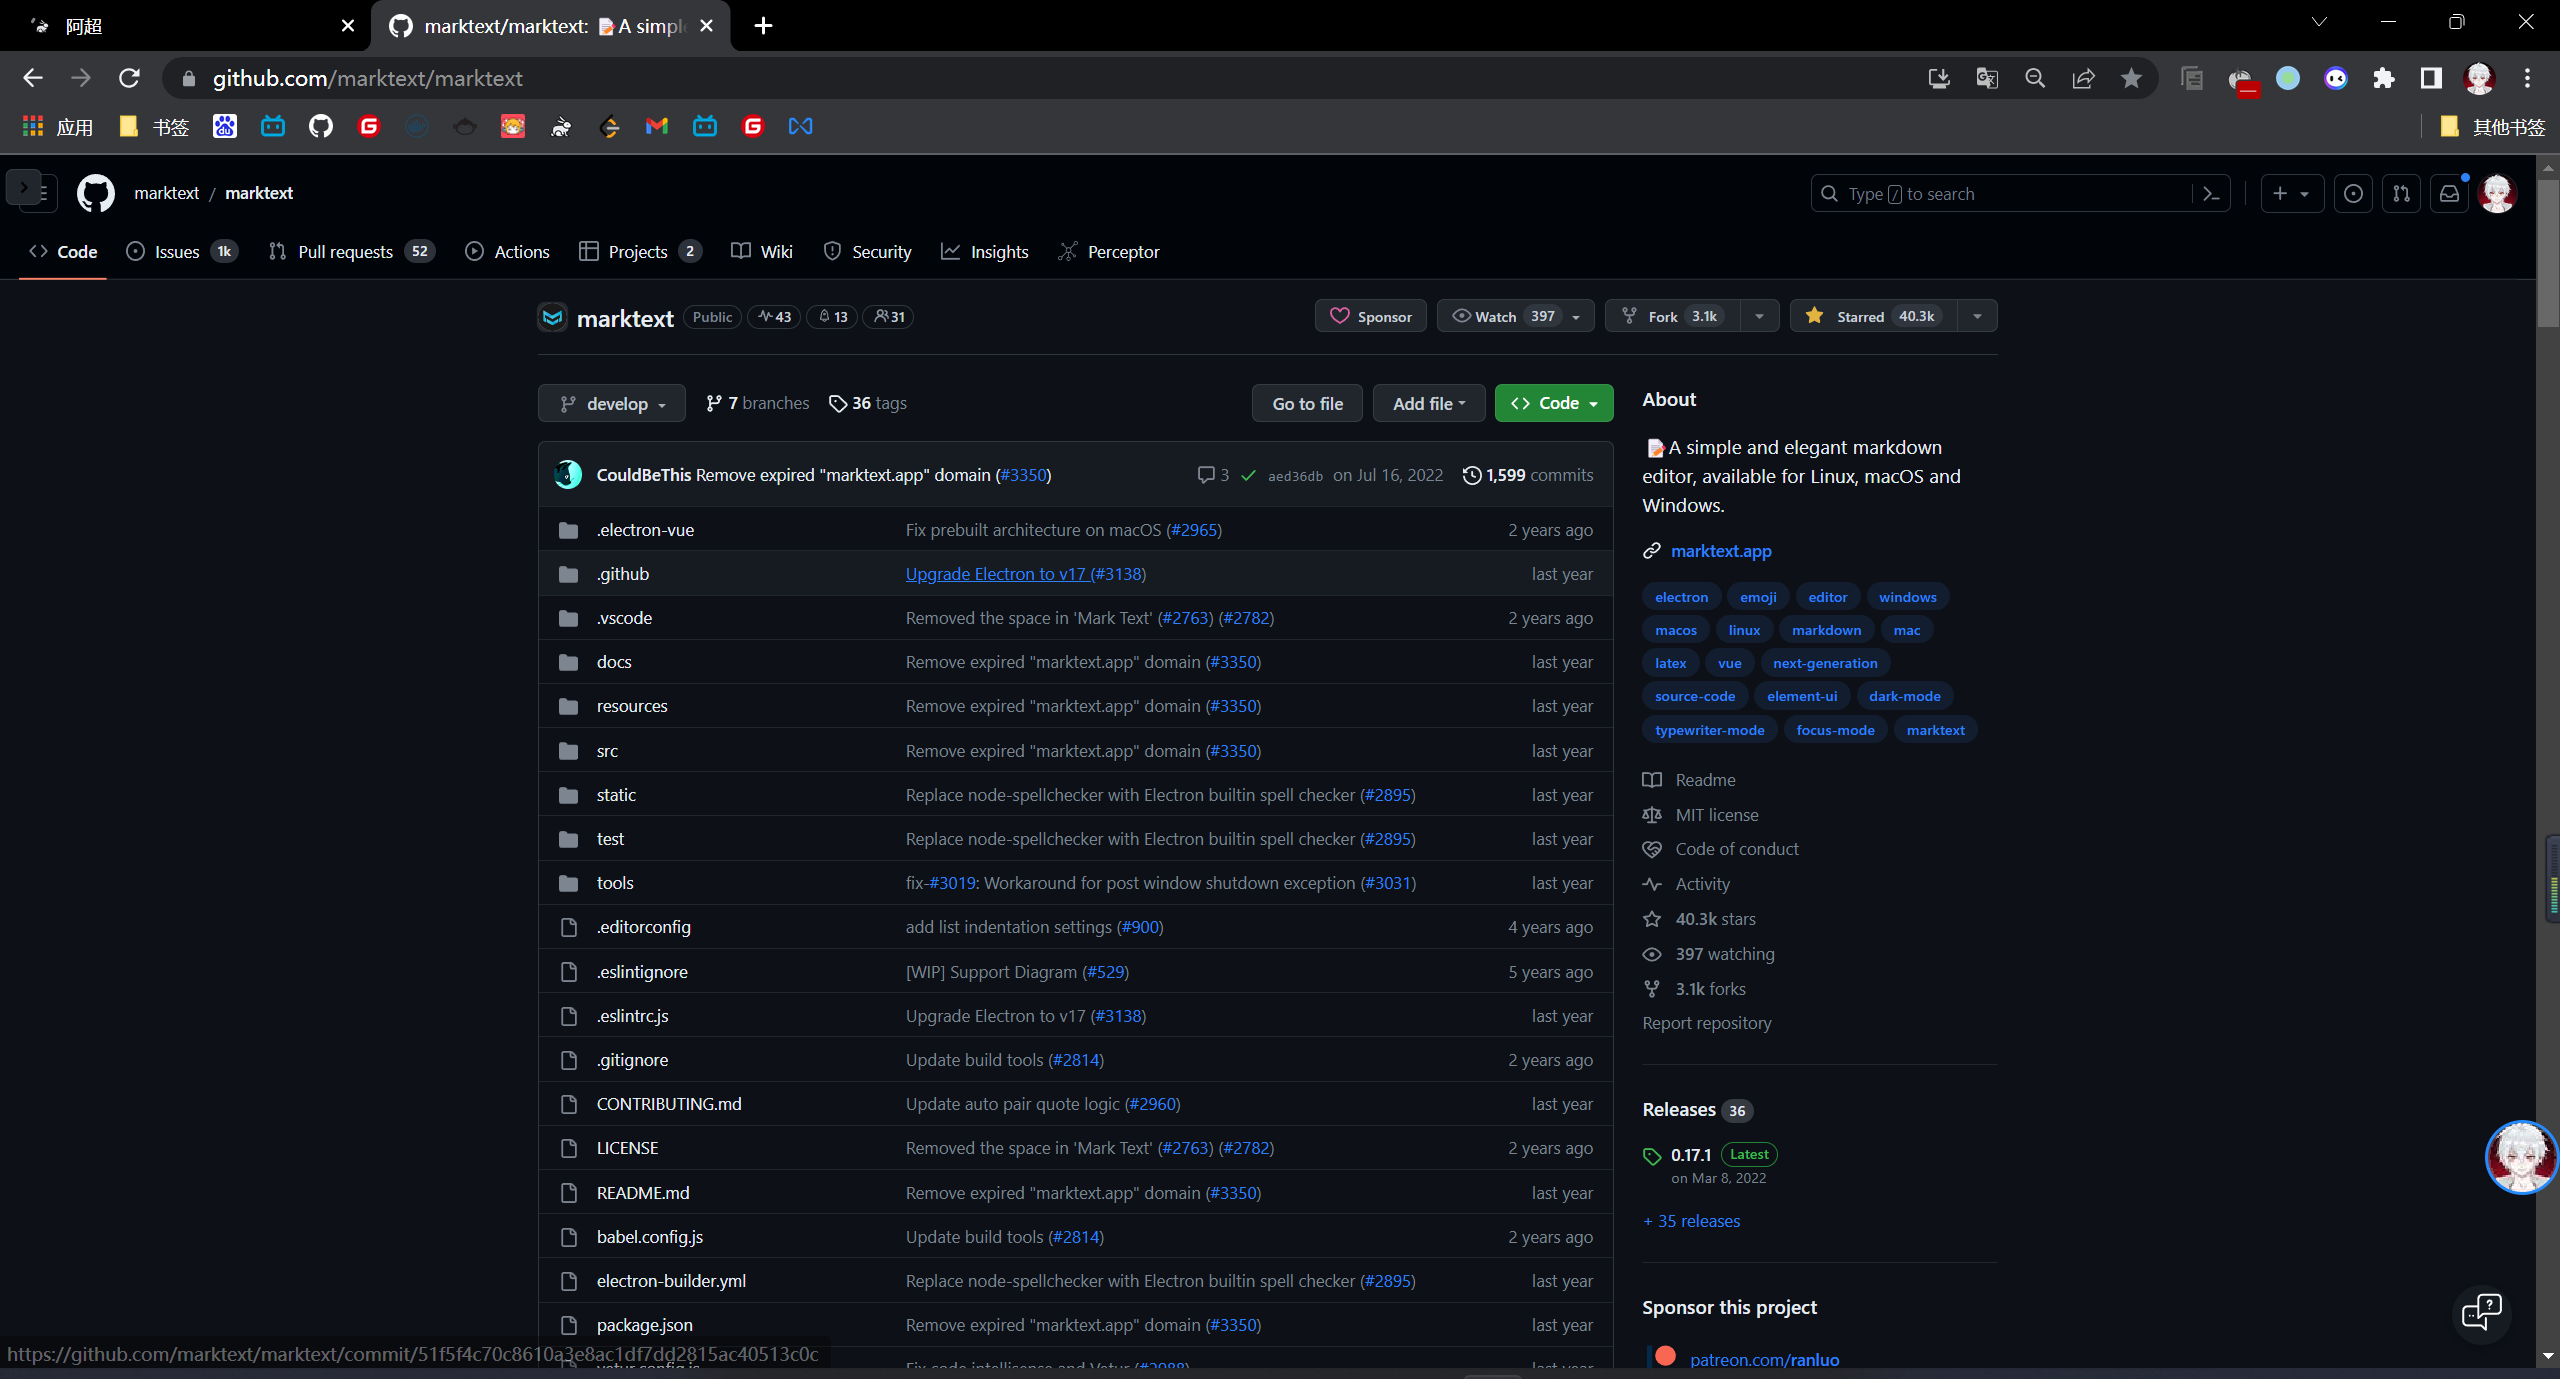 阿超
marktext/marktext: 📝A simpl
github.com/marktext/marktext
应用
书签
其他书签
marktext / marktext
Type / to search
Code
Issues 1k
Pull requests 52
Actions
Projects 2
Wiki
Security
Insights
Perceptor
marktext Public 43 13 31
Sponsor
Watch 397
Fork 3.1k
Starred 40.3k
develop
7 branches
36 tags
Go to file
Add file
Code
CouldBeThis Remove expired "marktext.app" domain (#3350)
3 aed36db on Jul 16, 2022 1,599 commits
.electron-vue Fix prebuilt architecture on macOS (#2965) 2 years ago
.github Upgrade Electron to v17 (#3138) last year
.vscode Removed the space in 'Mark Text' (#2763) (#2782) 2 years ago
docs Remove expired "marktext.app" domain (#3350) last year
resources Remove expired "marktext.app" domain (#3350) last year
src Remove expired "marktext.app" domain (#3350) last year
static Replace node-spellchecker with Electron builtin spell checker (#2895) last year
test Replace node-spellchecker with Electron builtin spell checker (#2895) last year
tools fix-#3019: Workaround for post window shutdown exception (#3031) last year
.editorconfig add list indentation settings (#900) 4 years ago
.eslintignore [WIP] Support Diagram (#529) 5 years ago
.eslintrc.js Upgrade Electron to v17 (#3138) last year
.gitignore Update build tools (#2814) 2 years ago
CONTRIBUTING.md Update auto pair quote logic (#2960) last year
LICENSE Removed the space in 'Mark Text' (#2763) (#2782) 2 years ago
README.md Remove expired "marktext.app" domain (#3350) last year
babel.config.js Update build tools (#2814) 2 years ago
electron-builder.yml Replace node-spellchecker with Electron builtin spell checker (#2895) last year
package.json Remove expired "marktext.app" domain (#3350) last year
https://github.com/marktext/marktext/commit/51f5f4c70c8610a3e8ac1df7dd2815ac40513c0c
About
📝A simple and elegant markdown
editor, available for Linux, macOS and
Windows.
marktext.app
electron emoji editor windows
macos linux markdown mac
latex vue next-generation
source-code element-ui dark-mode
typewriter-mode focus-mode marktext
Readme
MIT license
Code of conduct
Activity
40.3k stars
397 watching
3.1k forks
Report repository
Releases 36
0.17.1 Latest
on Mar 8, 2022
+ 35 releases
Sponsor this project
patreon.com/ranluo